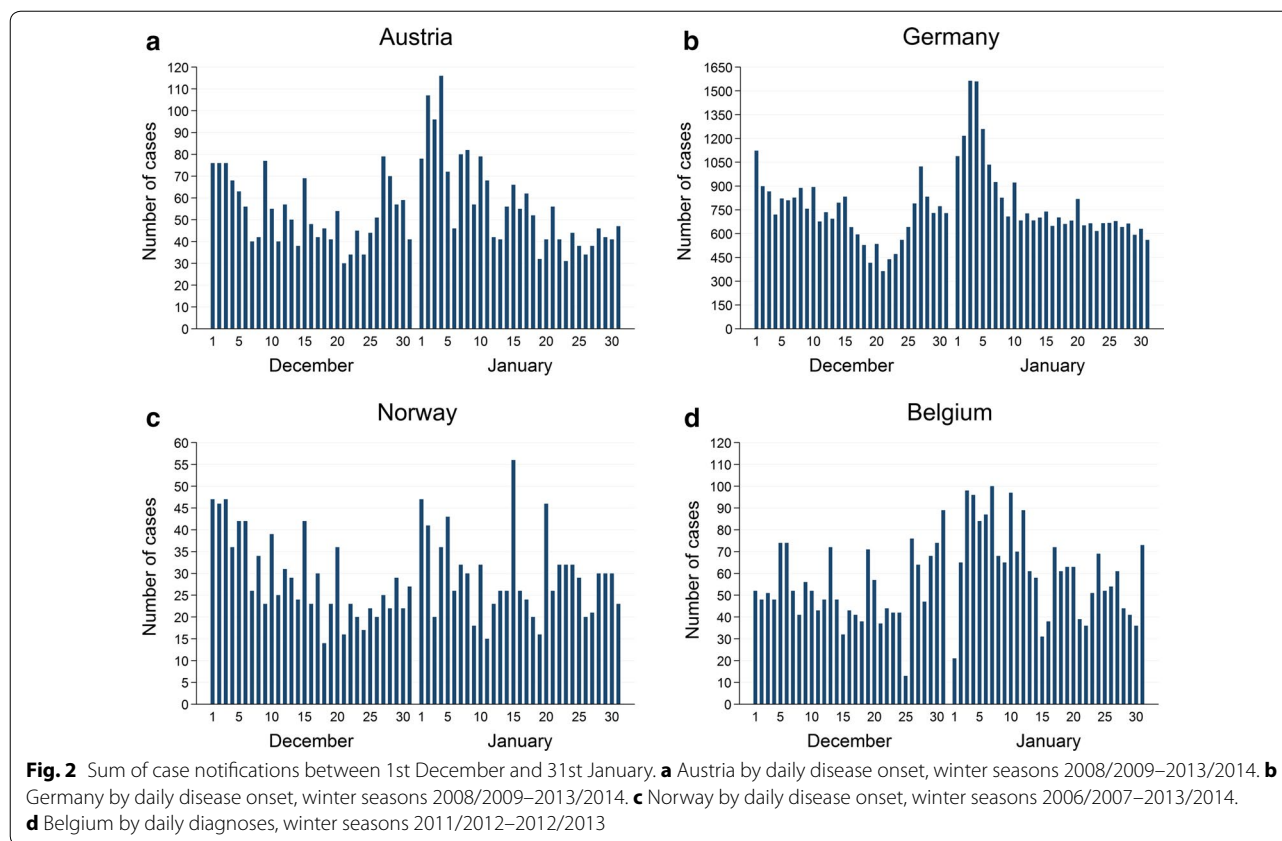 a Austria
120
110
100
90
80
70
60
50
40
30
20
10
0
Number of cases
1 5 10 15 20 25 30 1 5 10 15 20 25 30
December January
b Germany
1650
1500
1350
1200
1050
900
750
600
450
300
150
0
Number of cases
1 5 10 15 20 25 30 1 5 10 15 20 25 30
December January
c Norway
60
55
50
45
40
35
30
25
20
15
10
5
0
Number of cases
1 5 10 15 20 25 30 1 5 10 15 20 25 30
December January
d Belgium
120
110
100
90
80
70
60
50
40
30
20
10
0
Number of cases
1 5 10 15 20 25 30 1 5 10 15 20 25 30
December January
Fig. 2 Sum of case notifications between 1st December and 31st January. a Austria by daily disease onset, winter seasons 2008/2009–2013/2014. b
Germany by daily disease onset, winter seasons 2008/2009–2013/2014. c Norway by daily disease onset, winter seasons 2006/2007–2013/2014.
d Belgium by daily diagnoses, winter seasons 2011/2012–2012/2013